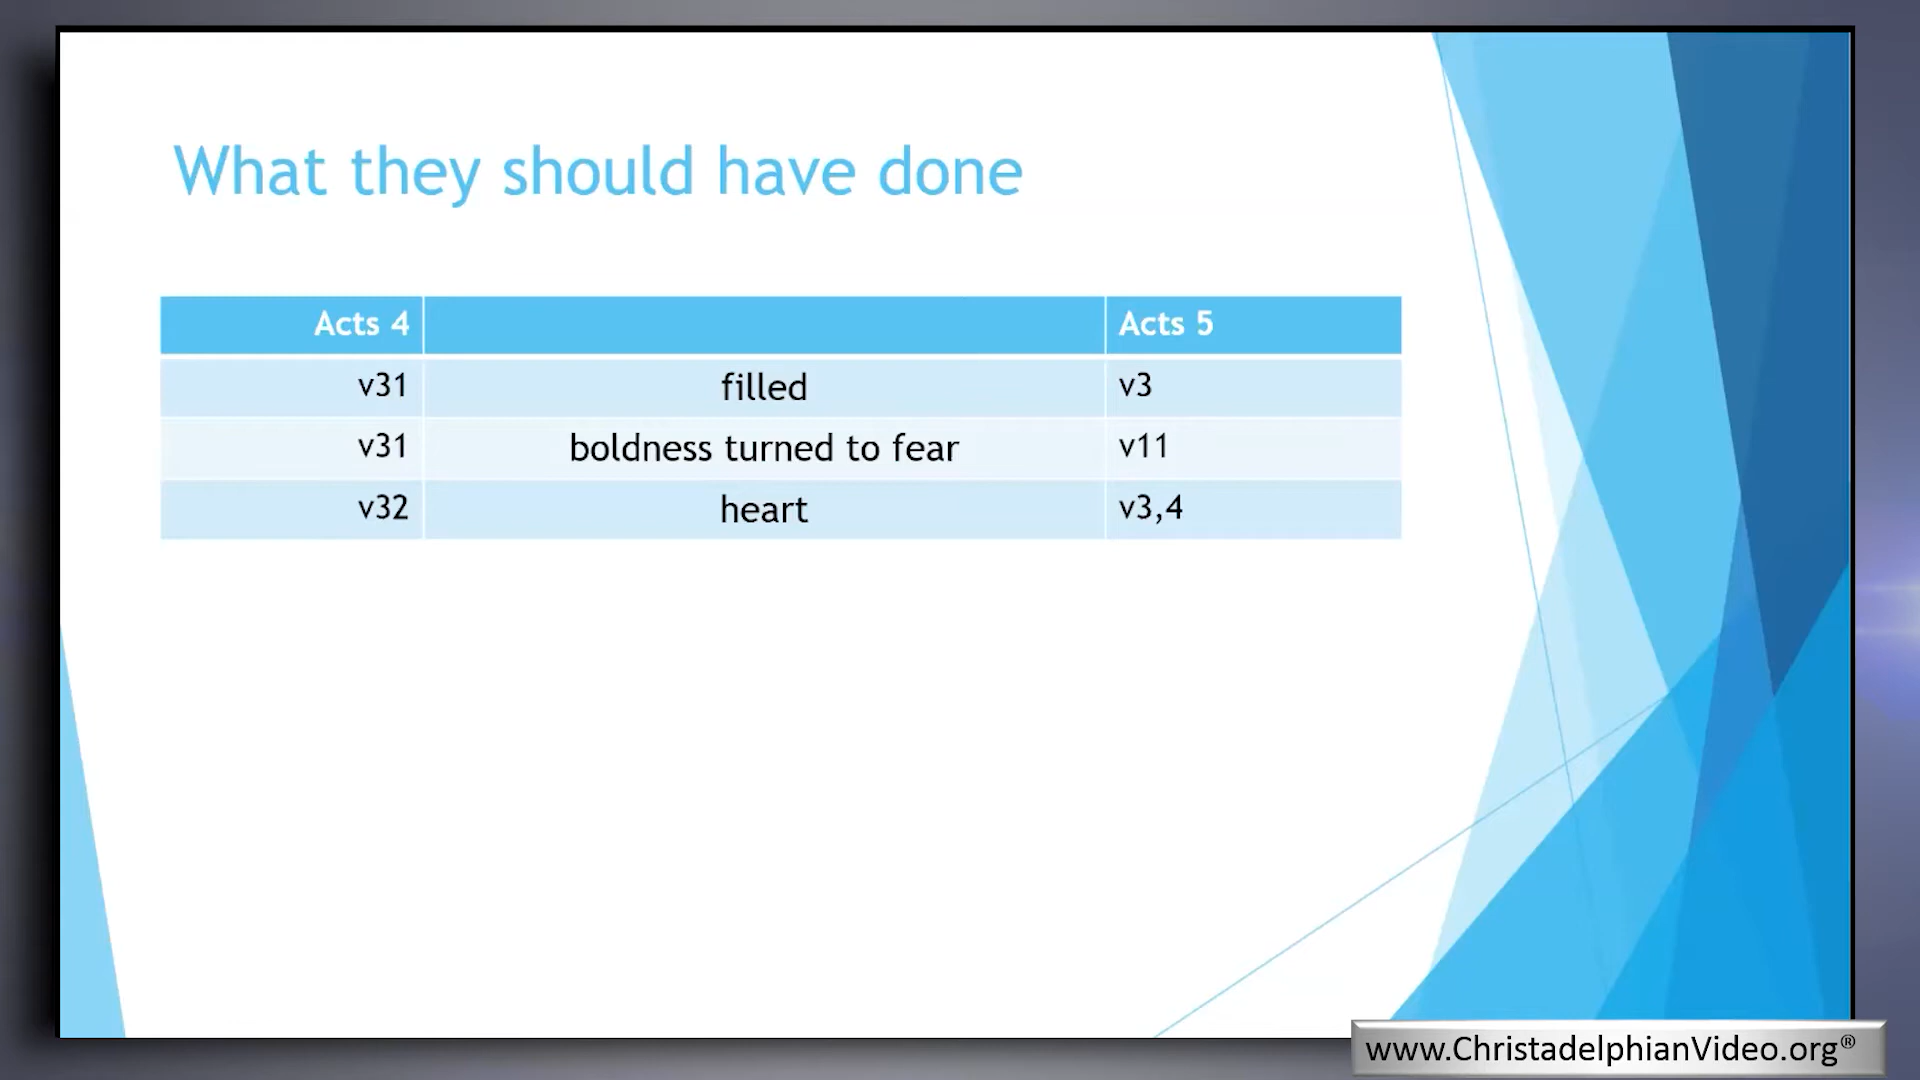 What they should have done
Acts 4 Acts 5
v31 filled v3
v31 boldness turned to fear v11
v32 heart v3,4
www.ChristadelphianVideo.org®